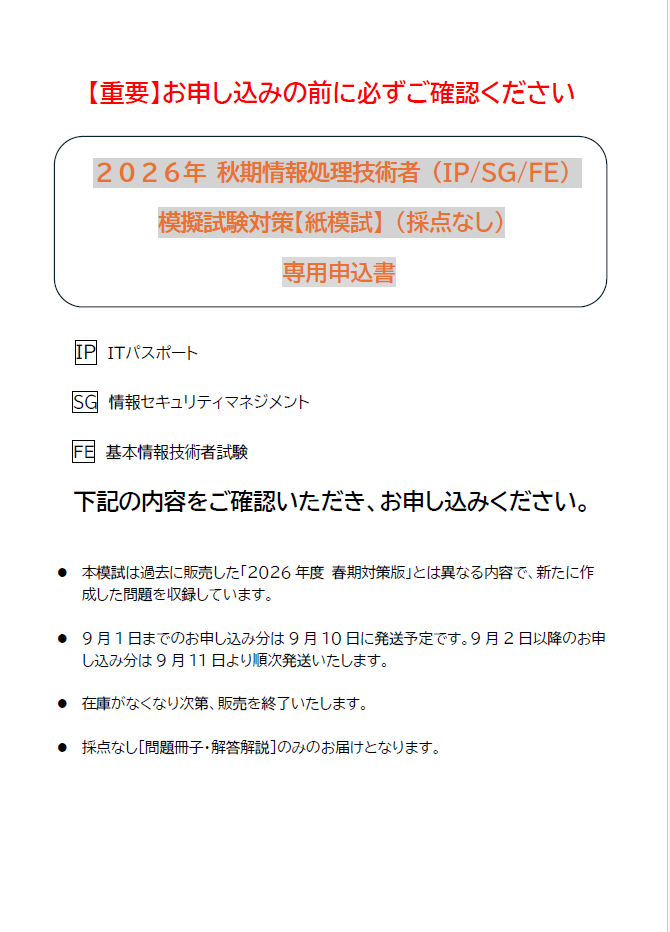 【重要】お申し込みの前に必ずご確認ください
２０２６年 秋期情報処理技術者 （IP/SG/FE）
模擬試験対策【紙模試】 （採点なし）
専用申込書
IP ITパスポート
SG 情報セキュリティマネジメント
FE 基本情報技術者試験
下記の内容をご確認いただき、お申し込みください。
● 本模試は過去に販売した「2026 年度 春期対策版」とは異なる内容で、新たに作
成した問題を収録しています。
● 9 月 1 日までのお申し込み分は 9 月 10 日に発送予定です。9 月 2 日以降のお申
し込み分は 9 月 11 日より順次発送いたします。
● 在庫がなくなり次第、販売を終了いたします。
● 採点なし[問題冊子・解答解説]のみのお届けとなります。